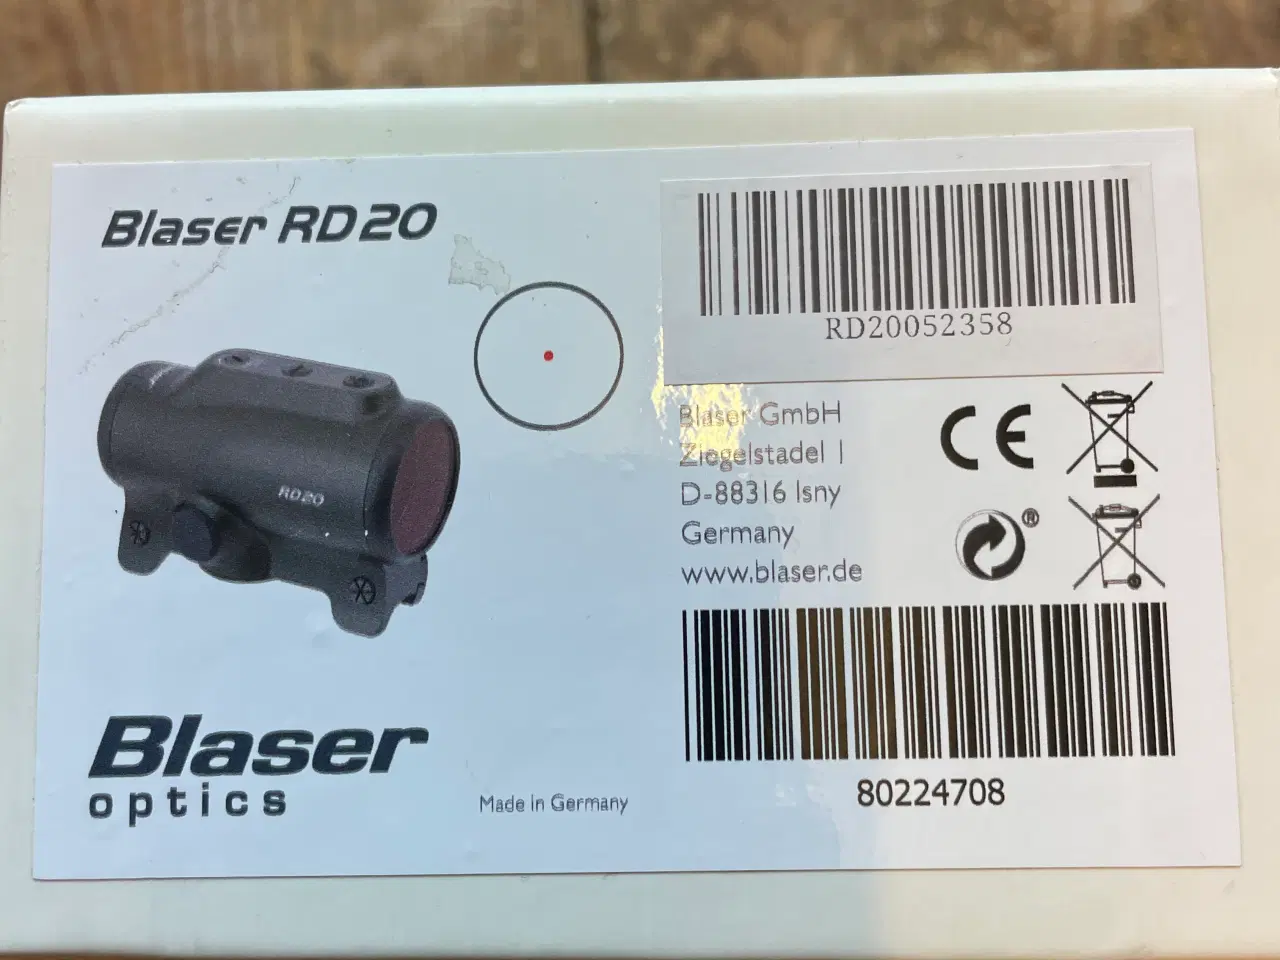 Blaser RD20
RD20052358
Blaser GmbH
Ziegelstadel 1
D-88316 Isny
Germany
www.blaser.de
CE
®
RD20
Blaser
optics
Made in Germany
80224708